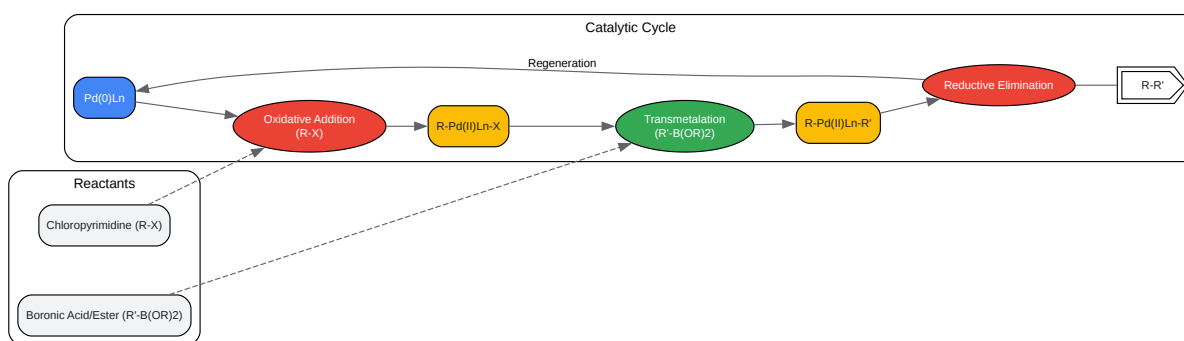 Catalytic Cycle
Regeneration
Pd(0)Ln
Oxidative Addition
(R-X)
R-Pd(II)Ln-X
Transmetalation
(R'-B(OR)2)
R-Pd(II)Ln-R'
Reductive Elimination
R-R'
Reactants
Chloropyrimidine (R-X)
Boronic Acid/Ester (R'-B(OR)2)